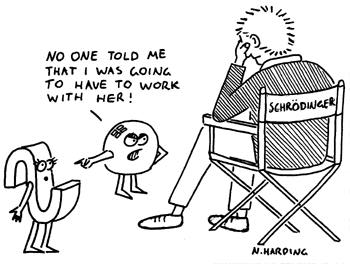 NO ONE TOLD ME
THAT I WAS GOING
TO HAVE TO WORK
WITH HER!
SCHRÖDINGER
N.HARDING